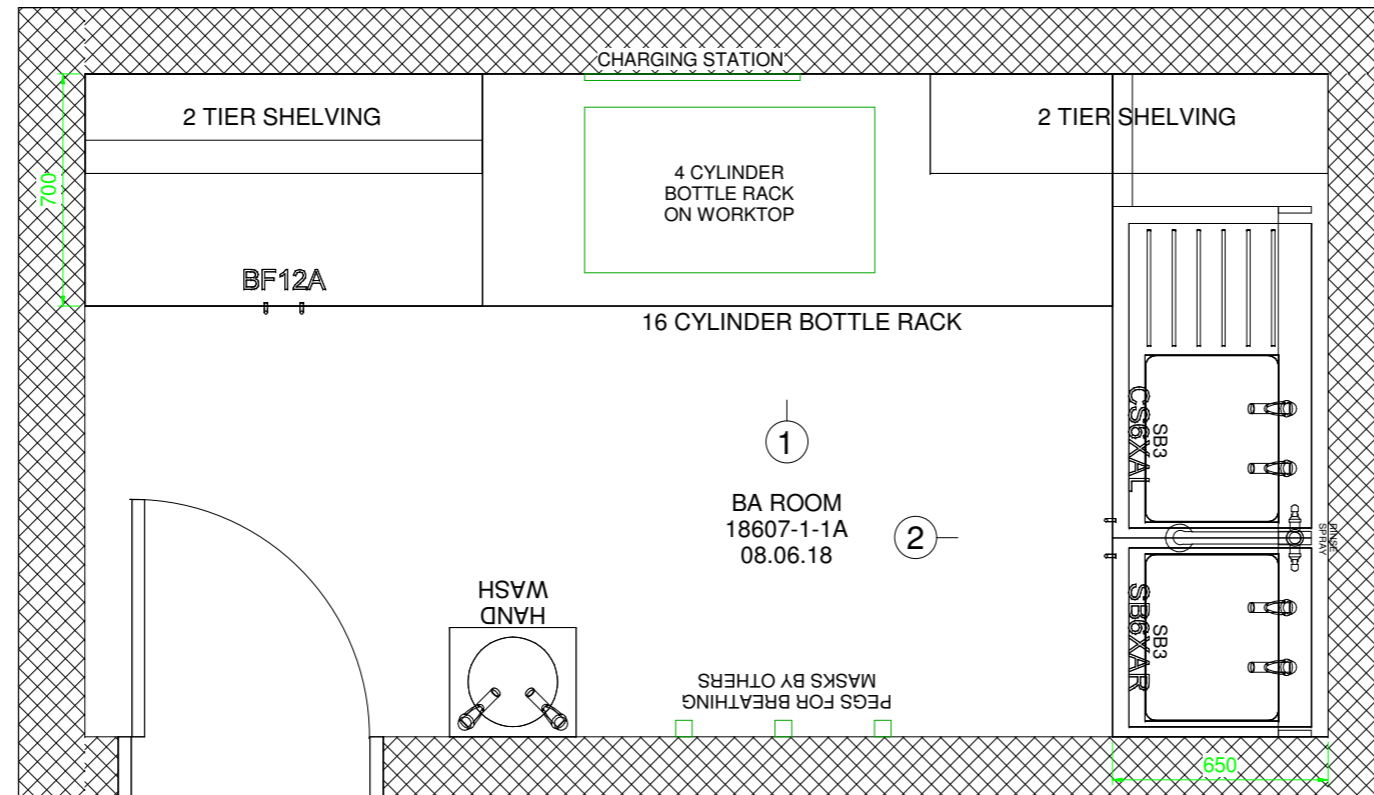 CHARGING STATION
2 TIER SHELVING
2 TIER SHELVING
4 CYLINDER
BOTTLE RACK
ON WORKTOP
700
BF12A
16 CYLINDER BOTTLE RACK
1
BA ROOM
18607-1-1A
08.06.18
2
CS6XAL
SB3
RINSE
SPRAY
SB6XAR
SB3
HAND
WASH
PEGS FOR BREATHING
MASKS BY OTHERS
650